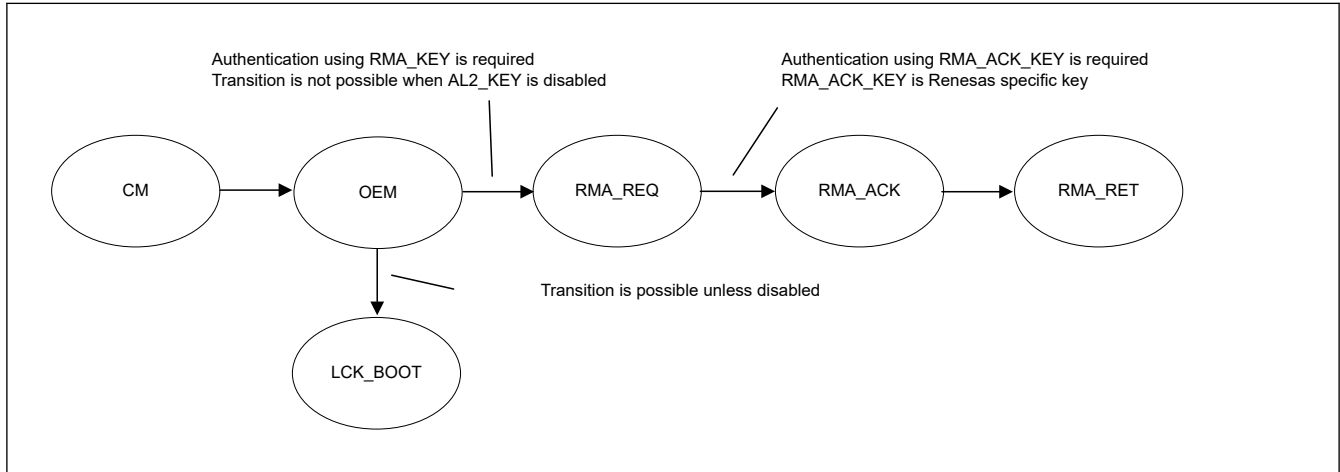 Authentication using RMA_KEY is required
Transition is not possible when AL2_KEY is disabled
Authentication using RMA_ACK_KEY is required
RMA_ACK_KEY is Renesas specific key
CM
OEM
RMA_REQ
RMA_ACK
RMA_RET
Transition is possible unless disabled
LCK_BOOT